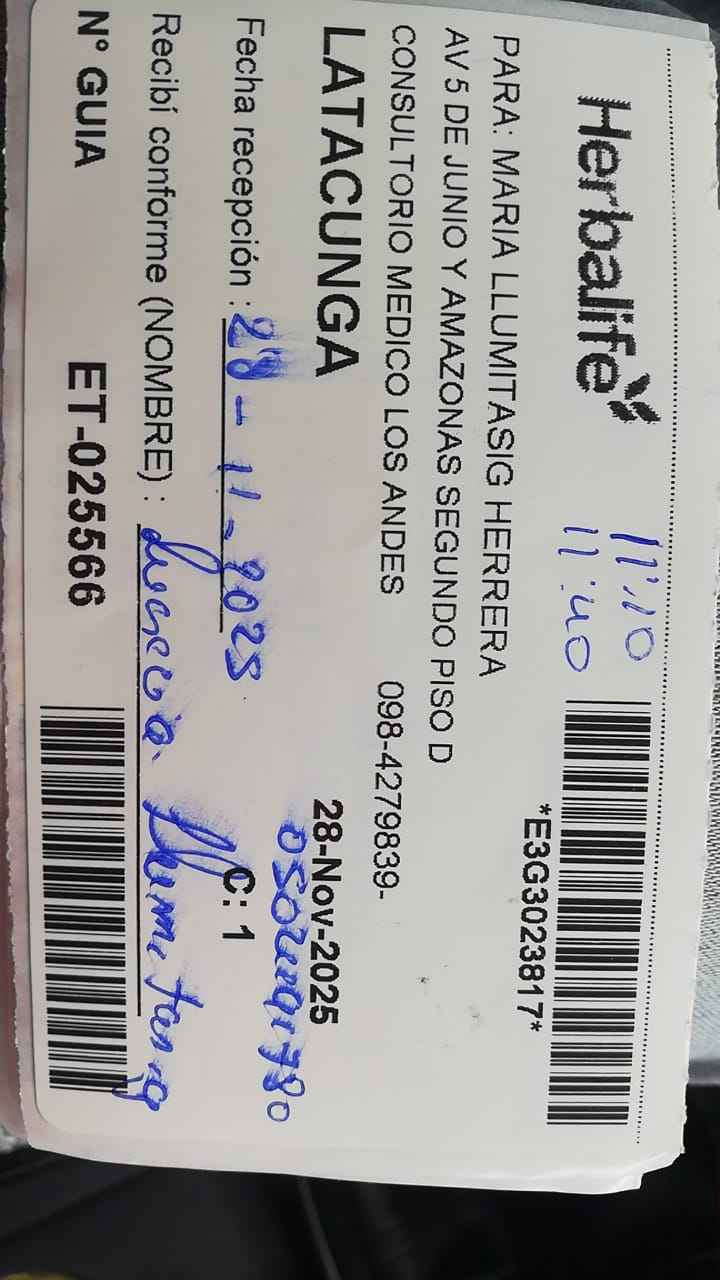 Herbalife
11:10
11:40
*E3G3023817*
PARA: MARIA LLUMITASIG HERRERA
AV 5 DE JUNIO Y AMAZONAS SEGUNDO PISO D
CONSULTORIO MEDICO LOS ANDES 098-4279839-
LATACUNGA 28-Nov-2025
Fecha recepción : 28-11-2025 C: 1
Recibí conforme (NOMBRE) : Lucrecia Llumitasig
N° GUIA ET-025566